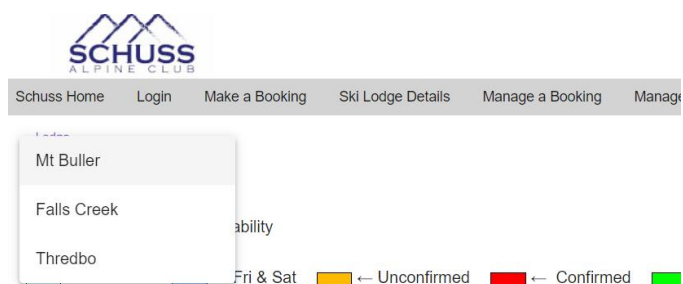 SCHUSS
ALPINE CLUB
Schuss Home Login Make a Booking Ski Lodge Details Manage a Booking Manage
Mt Buller
Falls Creek
ability
Thredbo
Fri & Sat ← Unconfirmed ← Confirmed